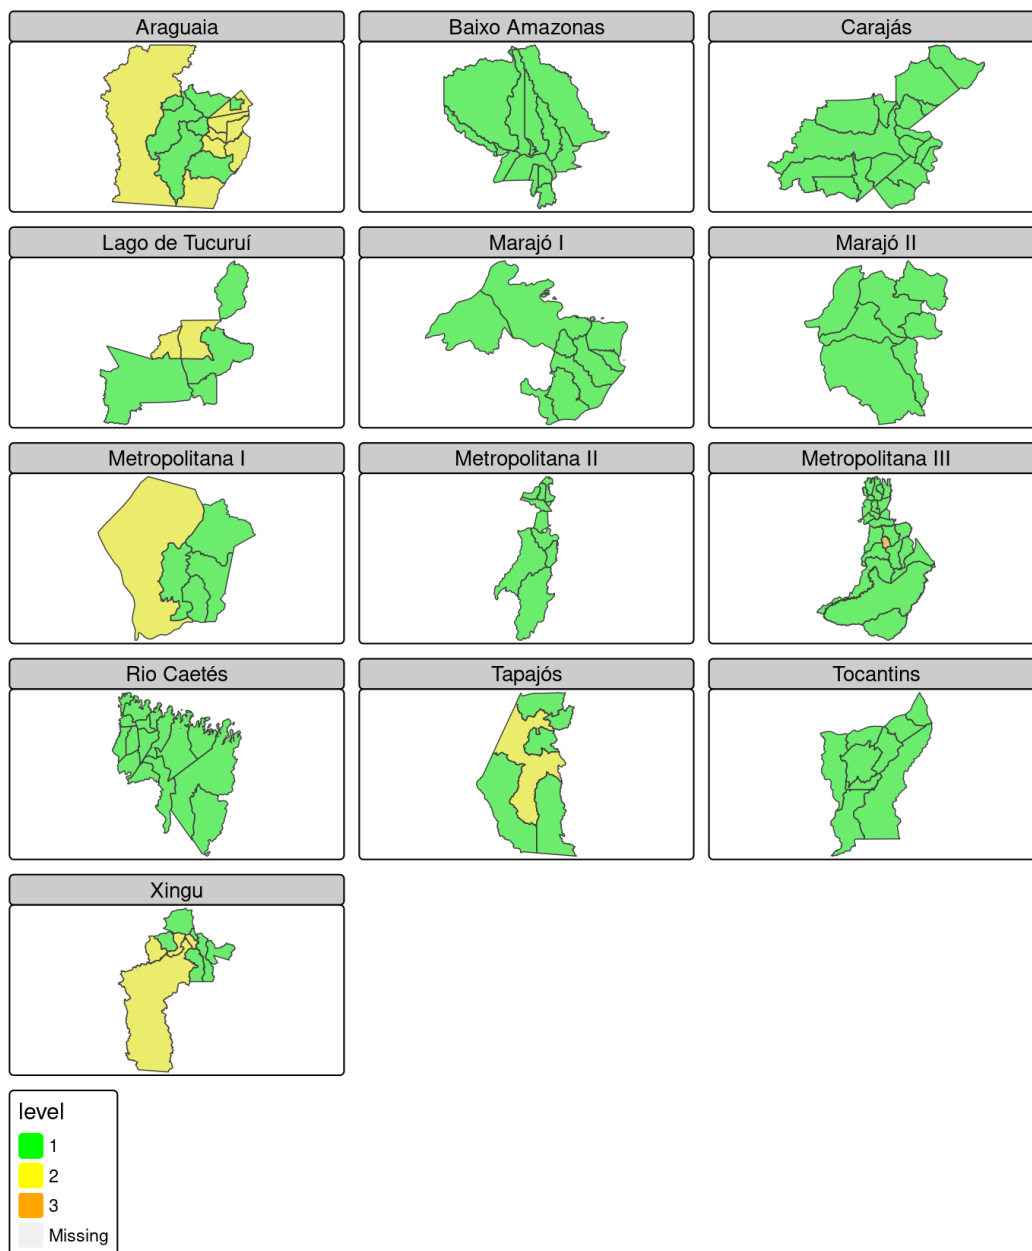 Araguaia
Baixo Amazonas
Carajás
Lago de Tucuruí
Marajó I
Marajó II
Metropolitana I
Metropolitana II
Metropolitana III
Rio Caetés
Tapajós
Tocantins
Xingu
level
1
2
3
Missing